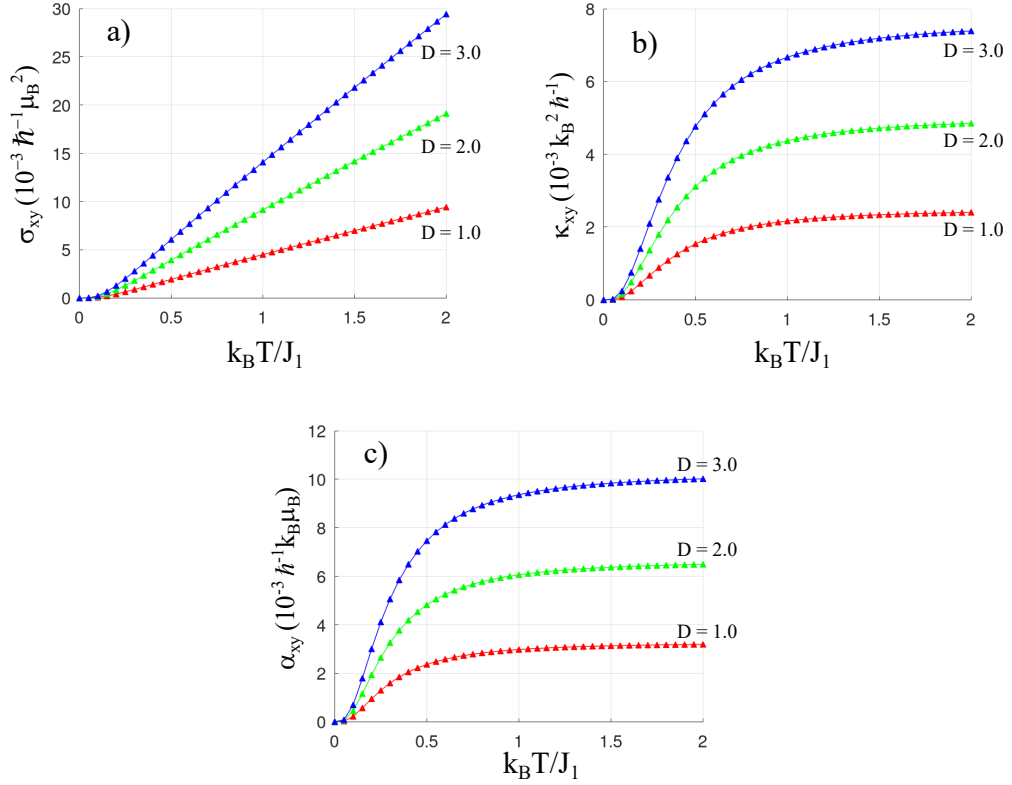 a)
30
25
20
15
10
5
0
σxy (10⁻³ ℏ⁻¹μB²)
D = 3.0
D = 2.0
D = 1.0
0 0.5 1 1.5 2
kBT/J1
b)
8
6
4
2
0
κxy (10⁻³ kB² ℏ⁻¹)
D = 3.0
D = 2.0
D = 1.0
0 0.5 1 1.5 2
kBT/J1
c)
12
10
8
6
4
2
0
αxy (10⁻³ ℏ⁻¹kBμB)
D = 3.0
D = 2.0
D = 1.0
0 0.5 1 1.5 2
kBT/J1